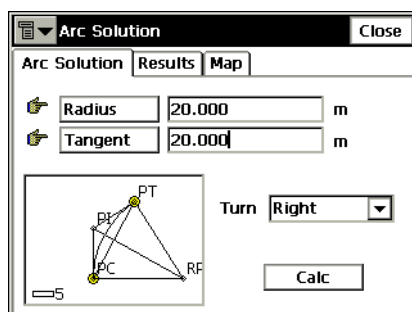 Arc Solution Close
Arc Solution Results Map
Radius 20.000 m
Tangent 20.000 m
PT
Turn Right
PI
PC RP
5
Calc